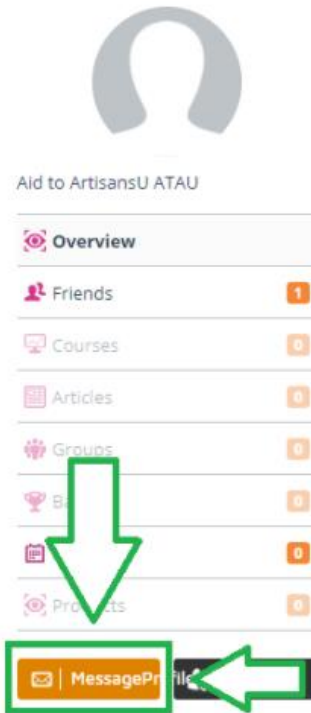 Aid to ArtisansU ATAU
Overview
Friends 1
Courses 0
Articles 0
Groups 0
0
0
0
MessageProfile